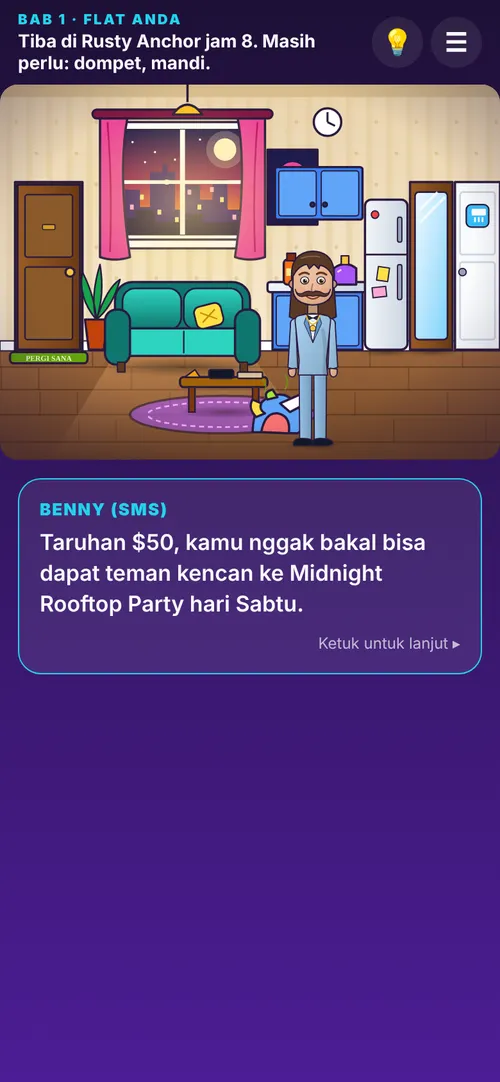 BAB 1 · FLAT ANDA
Tiba di Rusty Anchor jam 8. Masih
perlu: dompet, mandi.
PERGI SANA
BENNY (SMS)
Taruhan $50, kamu nggak bakal bisa
dapat teman kencan ke Midnight
Rooftop Party hari Sabtu.
Ketuk untuk lanjut ▸